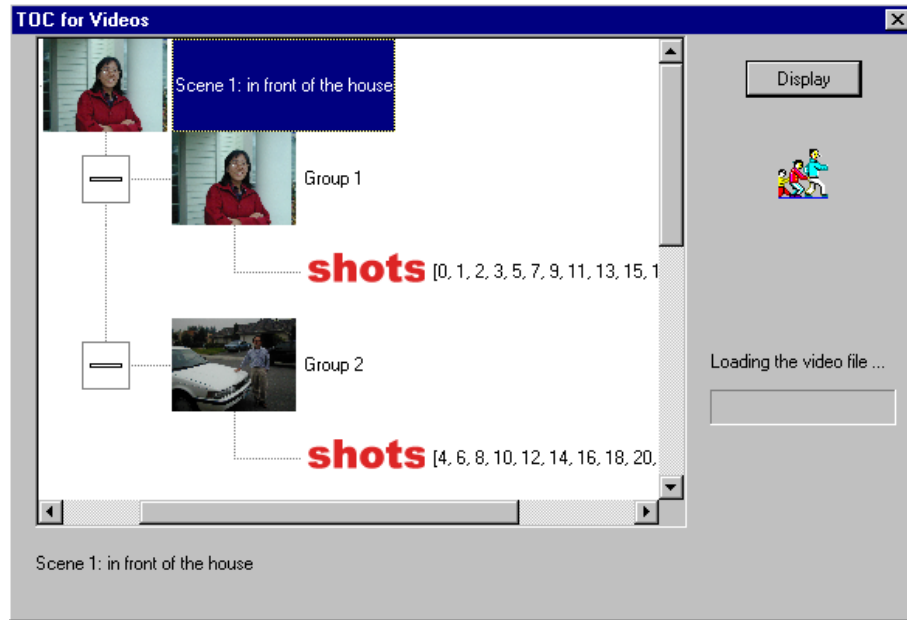 TOC for Videos
Scene 1: in front of the house
Display
Group 1
shots [0, 1, 2, 3, 5, 7, 9, 11, 13, 15, 1
Group 2
Loading the video file ...
shots [4, 6, 8, 10, 12, 14, 16, 18, 20,
Scene 1: in front of the house